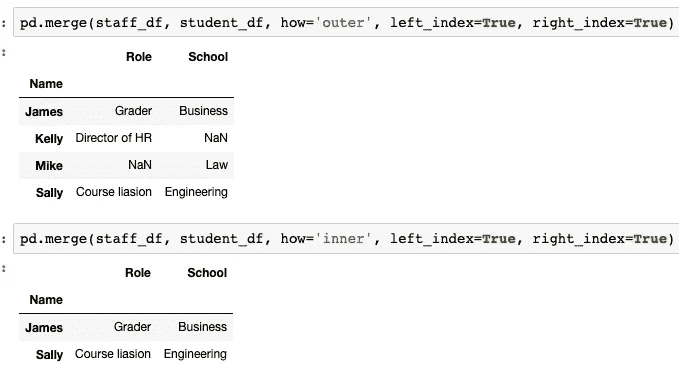 : pd.merge(staff_df, student_df, how='outer', left_index=True, right_index=True)
:
Role School
Name
James Grader Business
Kelly Director of HR NaN
Mike NaN Law
Sally Course liasion Engineering
: pd.merge(staff_df, student_df, how='inner', left_index=True, right_index=True)
:
Role School
Name
James Grader Business
Sally Course liasion Engineering